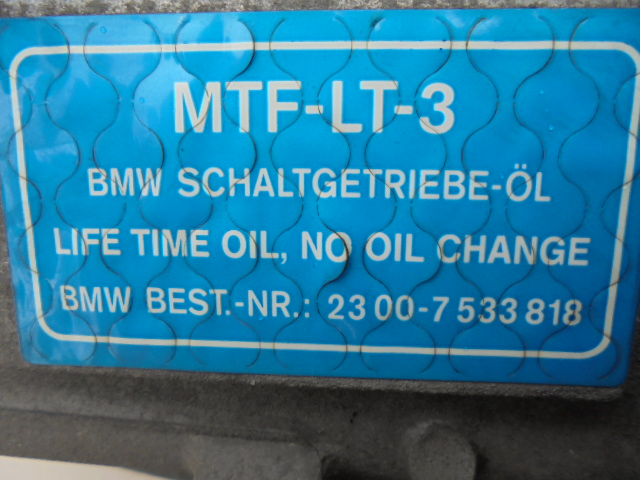 MTF-LT-3
BMW SCHALTGETRIEBE-ÖL
LIFE TIME OIL, NO OIL CHANGE
BMW BEST.-NR.: 23 00-7 533 818